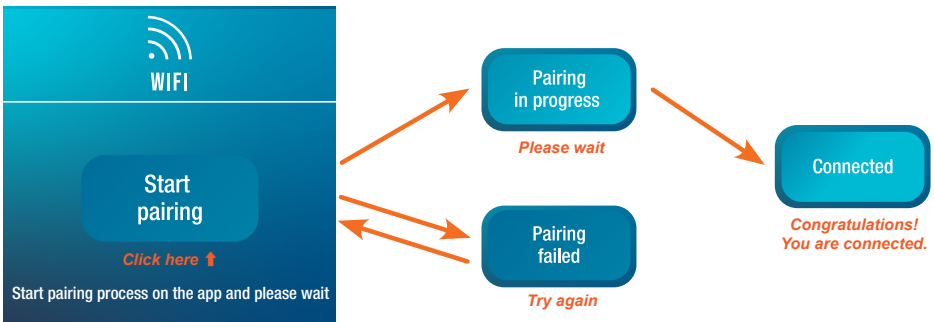 WIFI
Start
pairing
Click here ⬆
Start pairing process on the app and please wait
Pairing
in progress
Please wait
Pairing
failed
Try again
Connected
Congratulations!
You are connected.